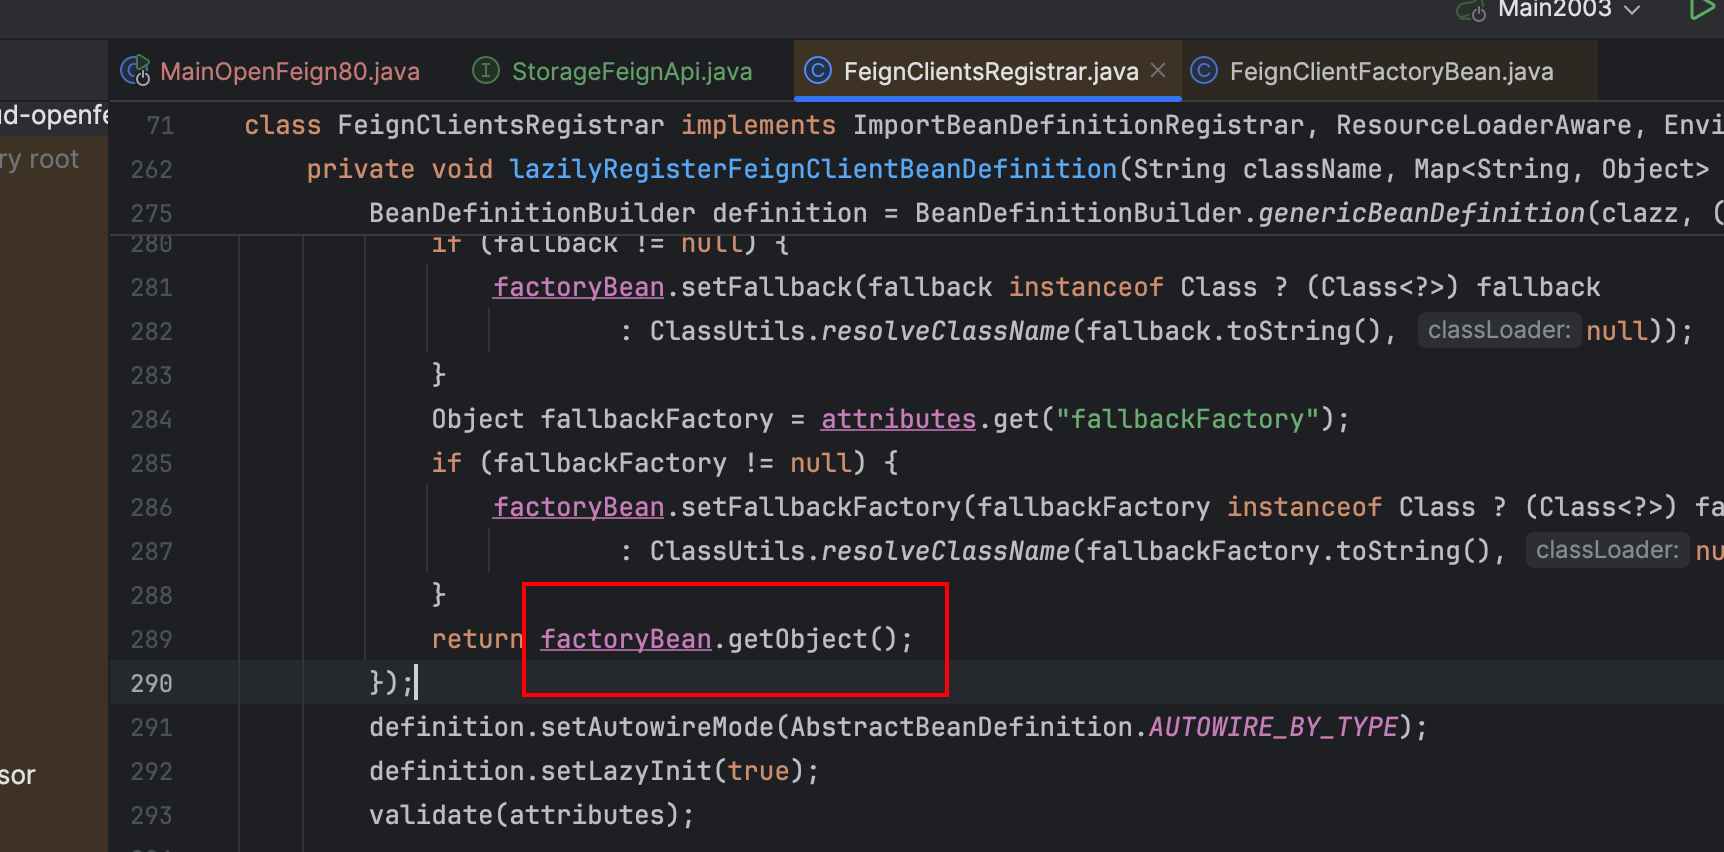 Main2003
MainOpenFeign80.java StorageFeignApi.java FeignClientsRegistrar.java FeignClientFactoryBean.java
ud-openfe
ry root
sor
71 class FeignClientsRegistrar implements ImportBeanDefinitionRegistrar, ResourceLoaderAware, Envi
262 private void lazilyRegisterFeignClientBeanDefinition(String className, Map<String, Object>
275 BeanDefinitionBuilder definition = BeanDefinitionBuilder.genericBeanDefinition(clazz, (
280 if (fallback != null) {
281 factoryBean.setFallback(fallback instanceof Class ? (Class<?>) fallback
282 : ClassUtils.resolveClassName(fallback.toString(), classLoader: null));
283 }
284 Object fallbackFactory = attributes.get("fallbackFactory");
285 if (fallbackFactory != null) {
286 factoryBean.setFallbackFactory(fallbackFactory instanceof Class ? (Class<?>) fa
287 : ClassUtils.resolveClassName(fallbackFactory.toString(), classLoader: nu
288 }
289 return factoryBean.getObject();
290 });
291 definition.setAutowireMode(AbstractBeanDefinition.AUTOWIRE_BY_TYPE);
292 definition.setLazyInit(true);
293 validate(attributes);